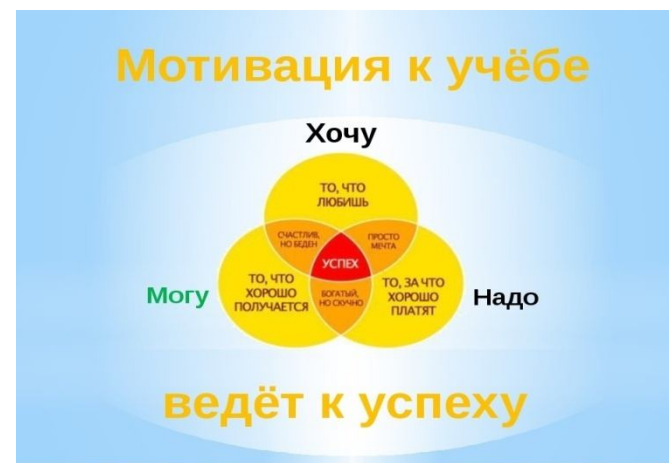 Мотивация к учёбе
Хочу
ТО, ЧТО
ЛЮБИШЬ
СЧАСТЛИВ,
НО БЕДЕН
ПРОСТО
МЕЧТА
УСПЕХ
Могу
ТО, ЧТО
ХОРОШО
ПОЛУЧАЕТСЯ
БОГАТЫЙ,
НО СКУЧНО
ТО, ЗА ЧТО
ХОРОШО
ПЛАТЯТ
Надо
ведёт к успеху